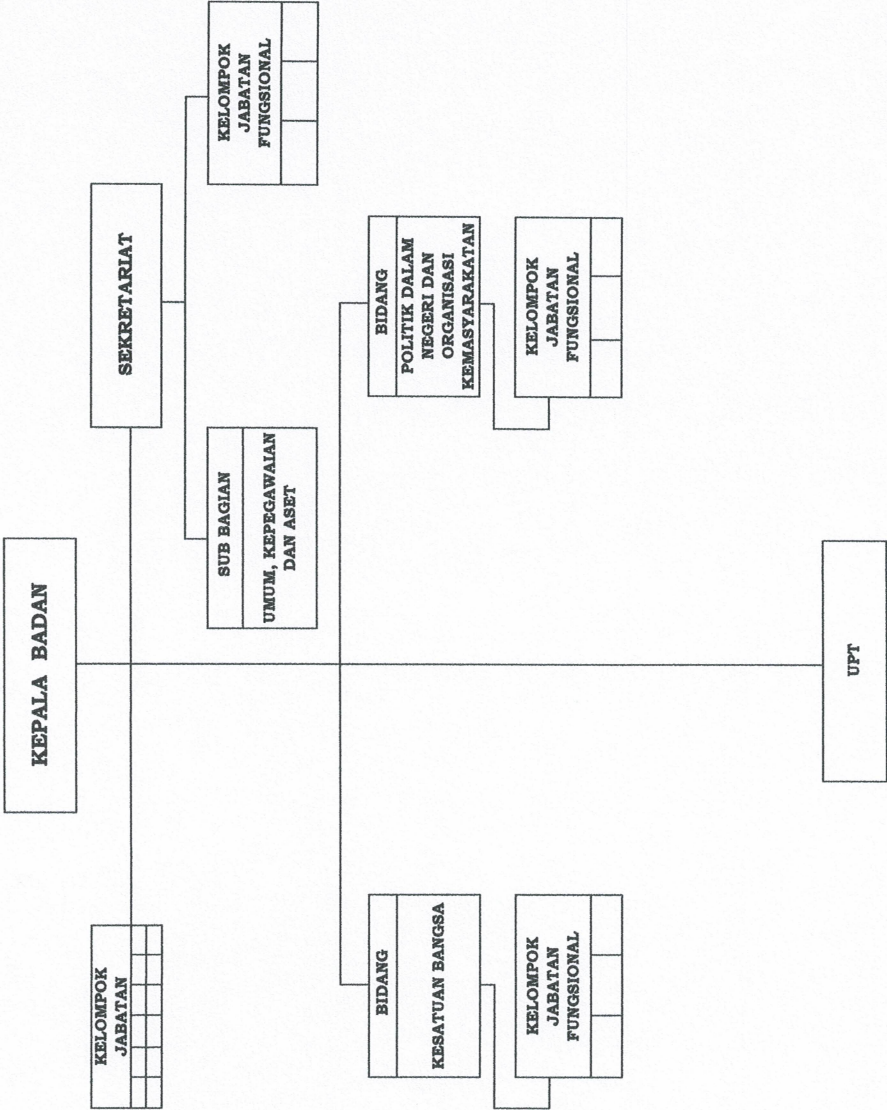 KEPALA BADAN
KELOMPOK
JABATAN
SEKRETARIAT
SUB BAGIAN
UMUM, KEPEGAWAIAN
DAN ASET
KELOMPOK
JABATAN
FUNGSIONAL
BIDANG
KESATUAN BANGSA
KELOMPOK
JABATAN
FUNGSIONAL
BIDANG
POLITIK DALAM
NEGERI DAN
ORGANISASI
KEMASYARAKATAN
KELOMPOK
JABATAN
FUNGSIONAL
UPT